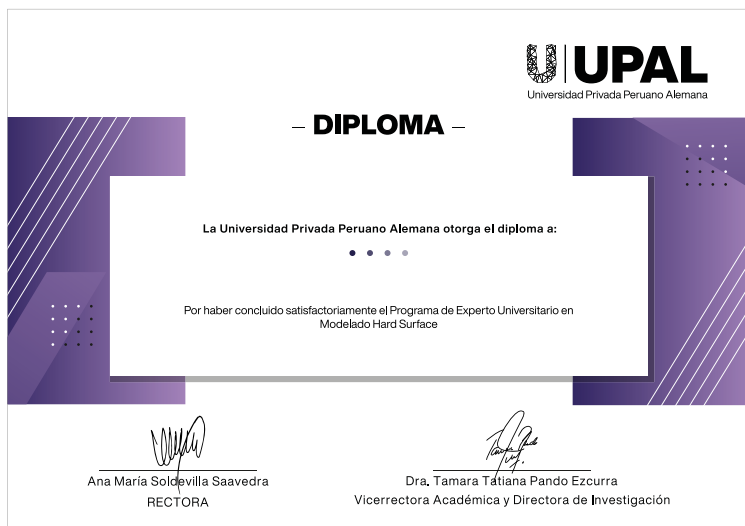 UPAL
Universidad Privada Peruano Alemana
– DIPLOMA –
La Universidad Privada Peruano Alemana otorga el diploma a:
Por haber concluido satisfactoriamente el Programa de Experto Universitario en
Modelado Hard Surface
Ana María Soldevilla Saavedra
RECTORA
Dra. Tamara Tatiana Pando Ezcurra
Vicerrectora Académica y Directora de Investigación